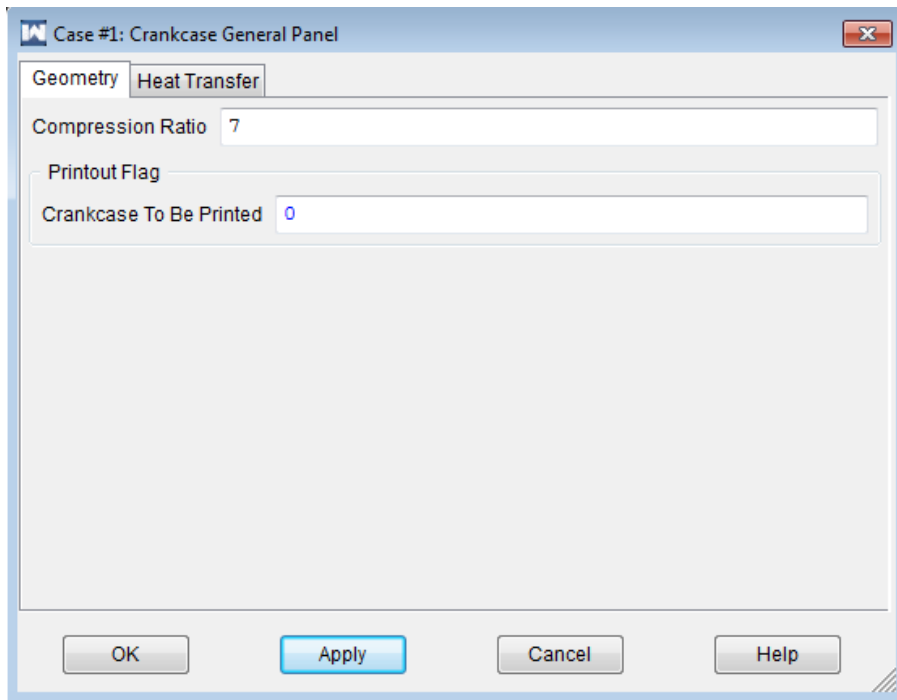 Case #1: Crankcase General Panel
Geometry Heat Transfer
Compression Ratio 7
Printout Flag
Crankcase To Be Printed 0
OK Apply Cancel Help